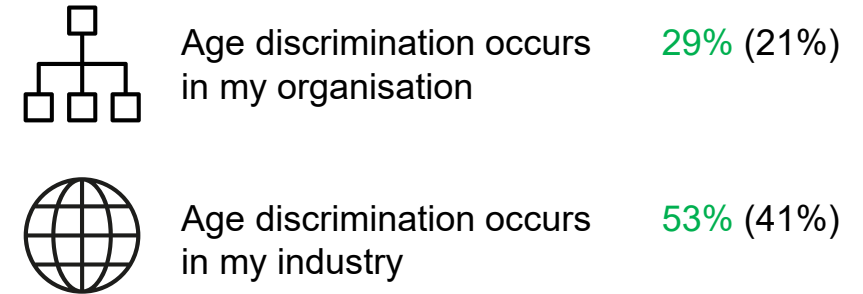 Age discrimination occurs 29% (21%)
in my organisation
Age discrimination occurs 53% (41%)
in my industry